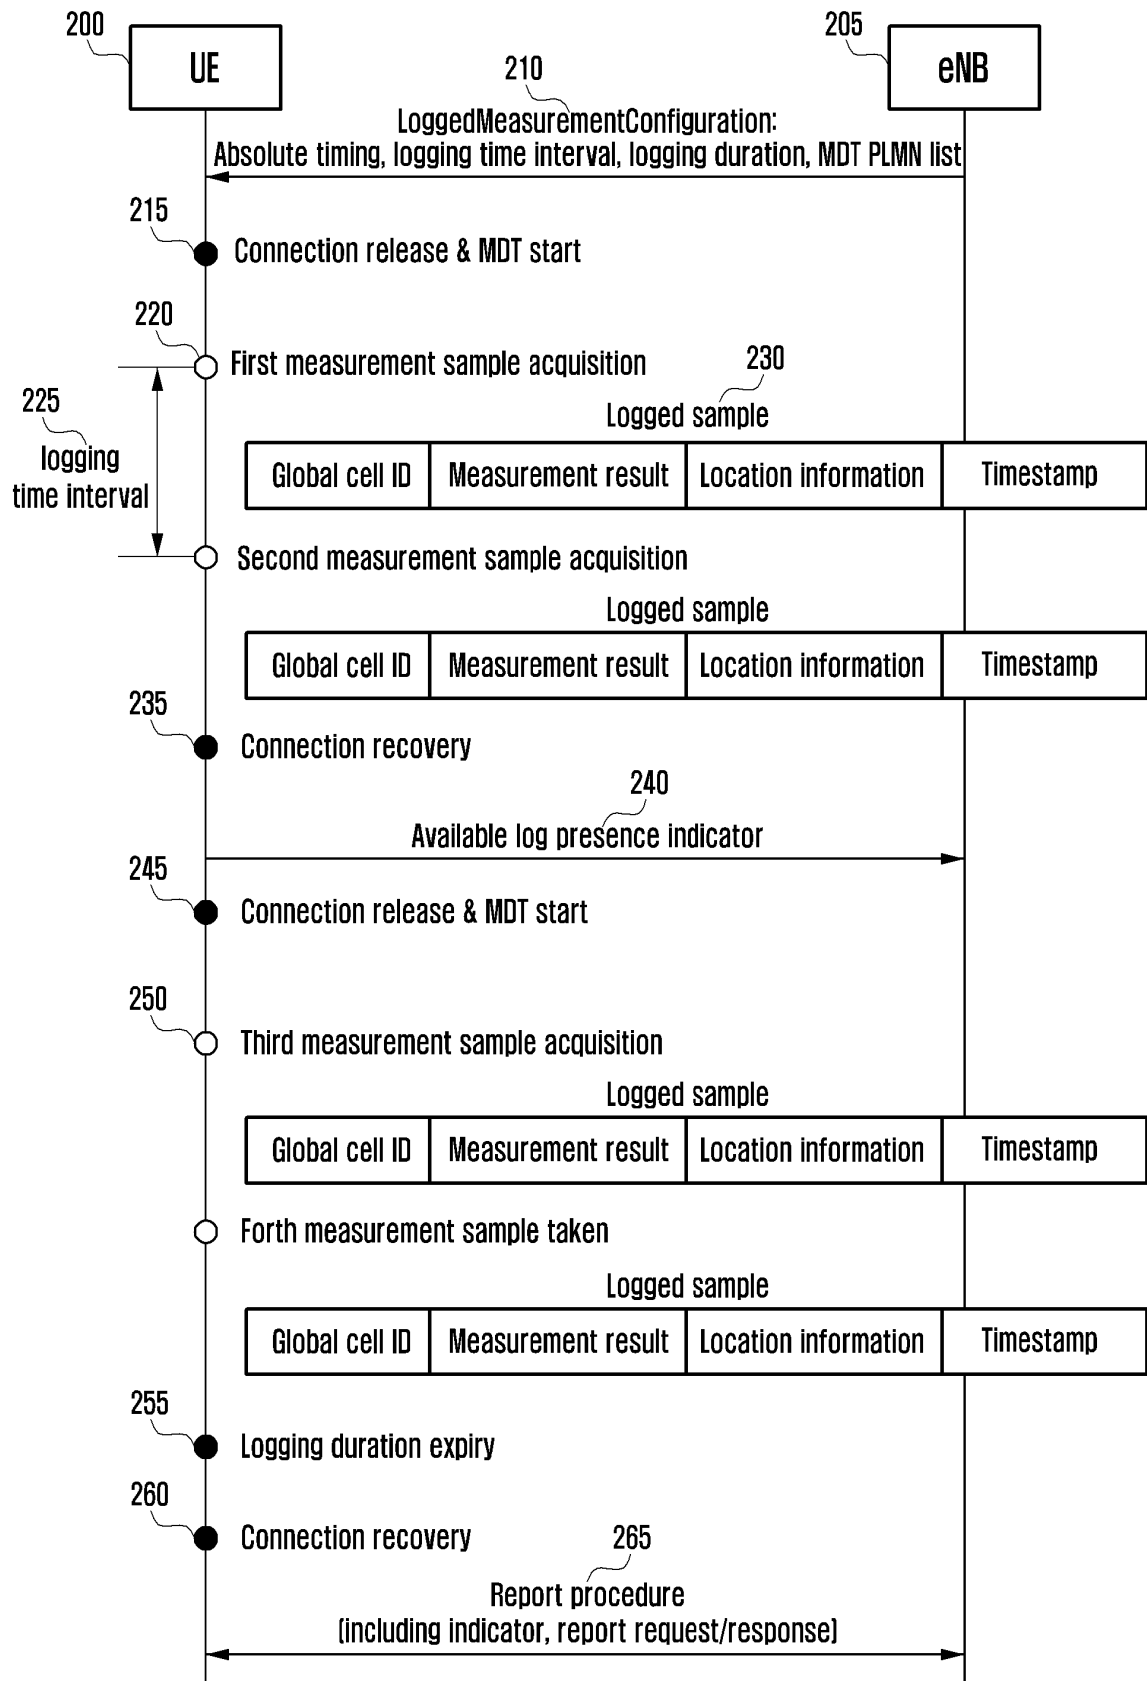 200
UE
205
eNB
210
LoggedMeasurementConfiguration:
Absolute timing, logging time interval, logging duration, MDT PLMN list
215
Connection release & MDT start
220
First measurement sample acquisition
225
logging
time interval
230
Logged sample
Global cell ID Measurement result Location information Timestamp
Second measurement sample acquisition
Logged sample
Global cell ID Measurement result Location information Timestamp
235
Connection recovery
240
Available log presence indicator
245
Connection release & MDT start
250
Third measurement sample acquisition
Logged sample
Global cell ID Measurement result Location information Timestamp
Forth measurement sample taken
Logged sample
Global cell ID Measurement result Location information Timestamp
255
Logging duration expiry
260
Connection recovery
265
Report procedure
(including indicator, report request/response)